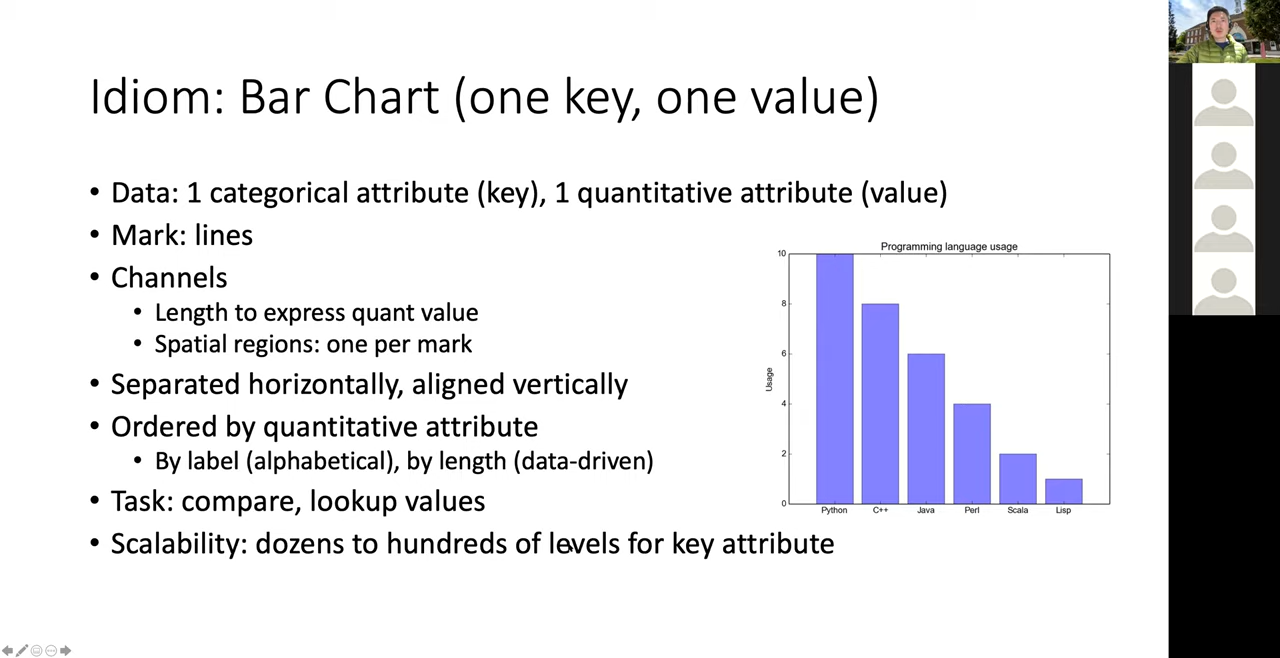 Idiom: Bar Chart (one key, one value)
• Data: 1 categorical attribute (key), 1 quantitative attribute (value)
• Mark: lines
• Channels
• Length to express quant value
• Spatial regions: one per mark
• Separated horizontally, aligned vertically
• Ordered by quantitative attribute
• By label (alphabetical), by length (data-driven)
• Task: compare, lookup values
• Scalability: dozens to hundreds of levels for key attribute
Programming language usage
10
8
6
4
2
0
Usage
Python C++ Java Perl Scala Lisp